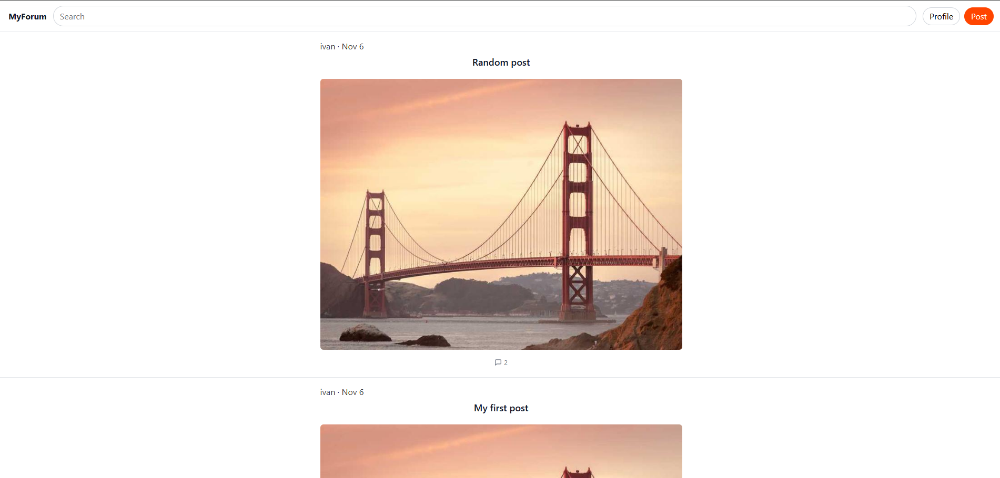 MyForum Search Profile Post
ivan · Nov 6
Random post
2
ivan · Nov 6
My first post